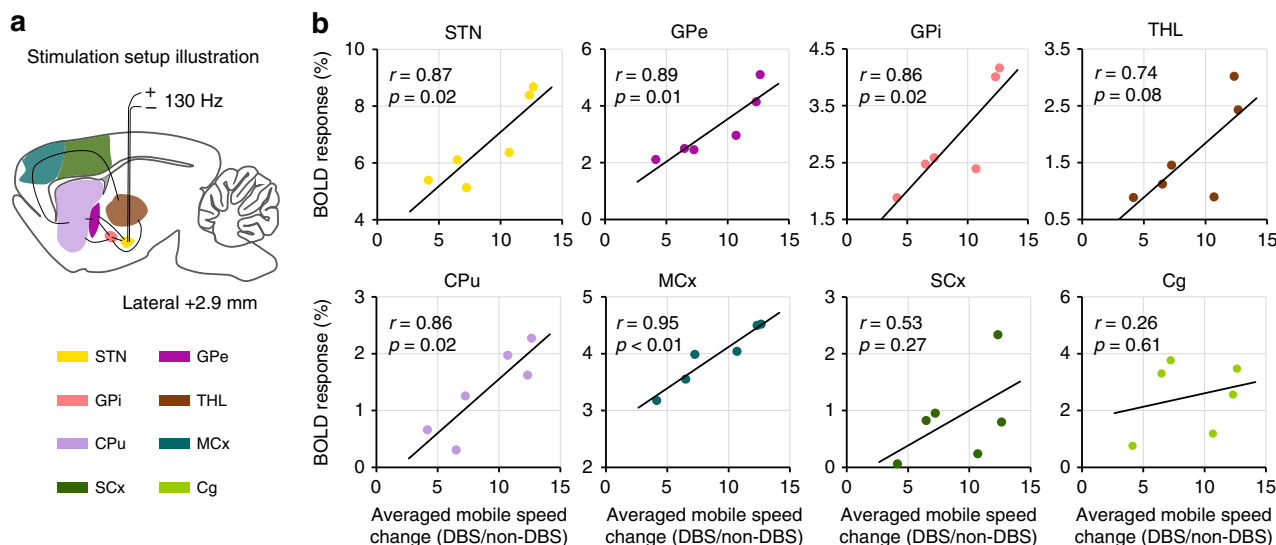 a
Stimulation setup illustration
+
− 130 Hz
Lateral +2.9 mm
STN GPe
GPi THL
CPu MCx
SCx Cg
b
STN
BOLD response (%)
10
8
6
4
r = 0.87
p = 0.02
0 5 10 15
GPe
6
4
2
0
r = 0.89
p = 0.01
0 5 10 15
GPi
4.5
3.5
2.5
1.5
r = 0.86
p = 0.02
0 5 10 15
THL
3.5
2.5
1.5
0.5
r = 0.74
p = 0.08
0 5 10 15
CPu
BOLD response (%)
3
2
1
0
r = 0.86
p = 0.02
0 5 10 15
Averaged mobile speed
change (DBS/non-DBS)
MCx
5
4
3
2
r = 0.95
p < 0.01
0 5 10 15
Averaged mobile speed
change (DBS/non-DBS)
SCx
3
2
1
0
r = 0.53
p = 0.27
0 5 10 15
Averaged mobile speed
change (DBS/non-DBS)
Cg
6
4
2
0
r = 0.26
p = 0.61
0 5 10 15
Averaged mobile speed
change (DBS/non-DBS)